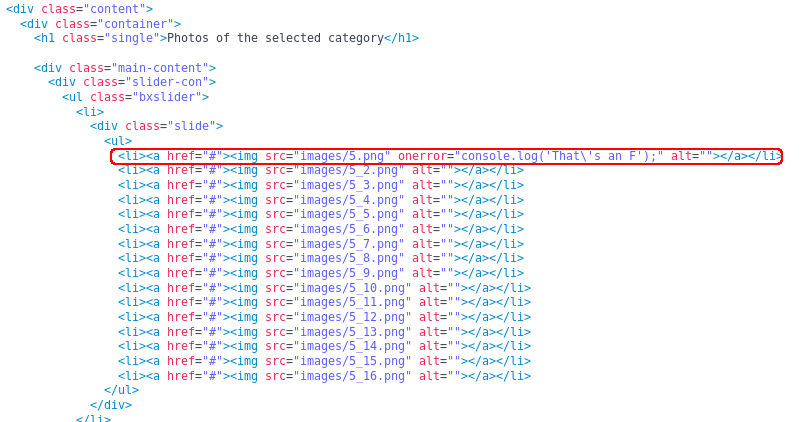 <div class="content">
<div class="container">
<h1 class="single">Photos of the selected category</h1>
<div class="main-content">
<div class="slider-con">
<ul class="bxslider">
<li>
<div class="slide">
<ul>
<li><a href="#"><img src="images/5.png" onerror="console.log('That\'s an F');" alt=""></a></li>
<li><a href="#"><img src="images/5_2.png" alt=""></a></li>
<li><a href="#"><img src="images/5_3.png" alt=""></a></li>
<li><a href="#"><img src="images/5_4.png" alt=""></a></li>
<li><a href="#"><img src="images/5_5.png" alt=""></a></li>
<li><a href="#"><img src="images/5_6.png" alt=""></a></li>
<li><a href="#"><img src="images/5_7.png" alt=""></a></li>
<li><a href="#"><img src="images/5_8.png" alt=""></a></li>
<li><a href="#"><img src="images/5_9.png" alt=""></a></li>
<li><a href="#"><img src="images/5_10.png" alt=""></a></li>
<li><a href="#"><img src="images/5_11.png" alt=""></a></li>
<li><a href="#"><img src="images/5_12.png" alt=""></a></li>
<li><a href="#"><img src="images/5_13.png" alt=""></a></li>
<li><a href="#"><img src="images/5_14.png" alt=""></a></li>
<li><a href="#"><img src="images/5_15.png" alt=""></a></li>
<li><a href="#"><img src="images/5_16.png" alt=""></a></li>
</ul>
</div>
</li>